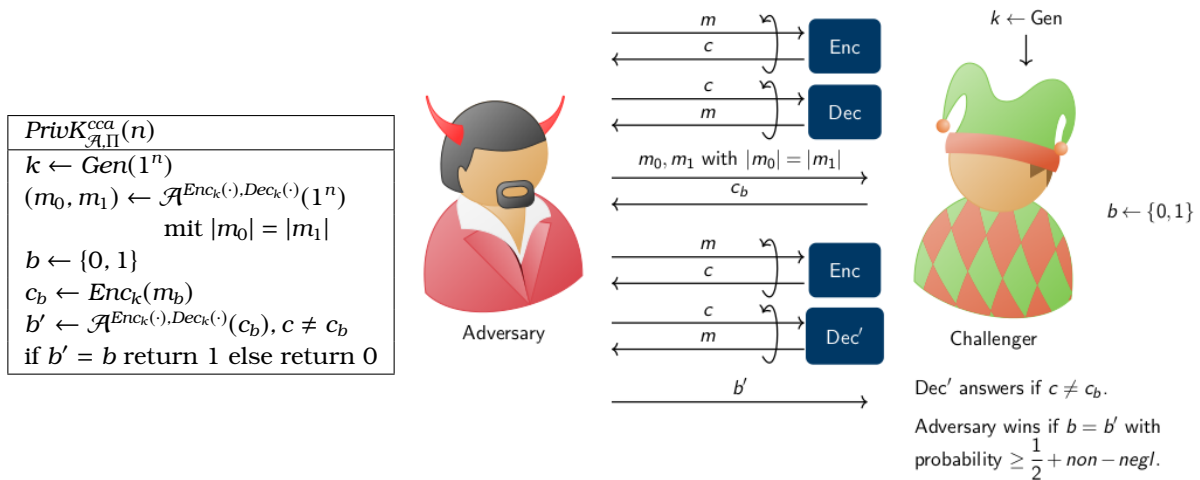 PrivK^{cca}_{𝒜,Π}(n)
k ← Gen(1^n)
(m_0, m_1) ← 𝒜^{Enc_k(·),Dec_k(·)}(1^n)
mit |m_0| = |m_1|
b ← {0, 1}
c_b ← Enc_k(m_b)
b′ ← 𝒜^{Enc_k(·),Dec_k(·)}(c_b), c ≠ c_b
if b′ = b return 1 else return 0
Adversary
m
c
Enc
c
m
Dec
m_0, m_1 with |m_0| = |m_1|
c_b
m
c
Enc
c
m
Dec′
b′
k ← Gen
b ← {0, 1}
Challenger
Dec′ answers if c ≠ c_b.
Adversary wins if b = b′ with
probability ≥ 1/2 + non − negl.